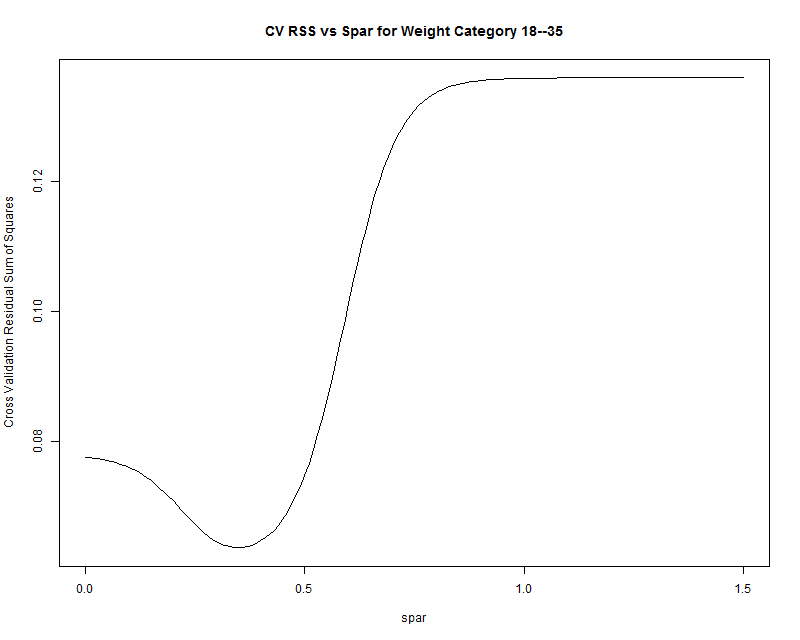 CV RSS vs Spar for Weight Category 18--35
Cross Validation Residual Sum of Squares
0.12
0.10
0.08
0.0 0.5 1.0 1.5
spar